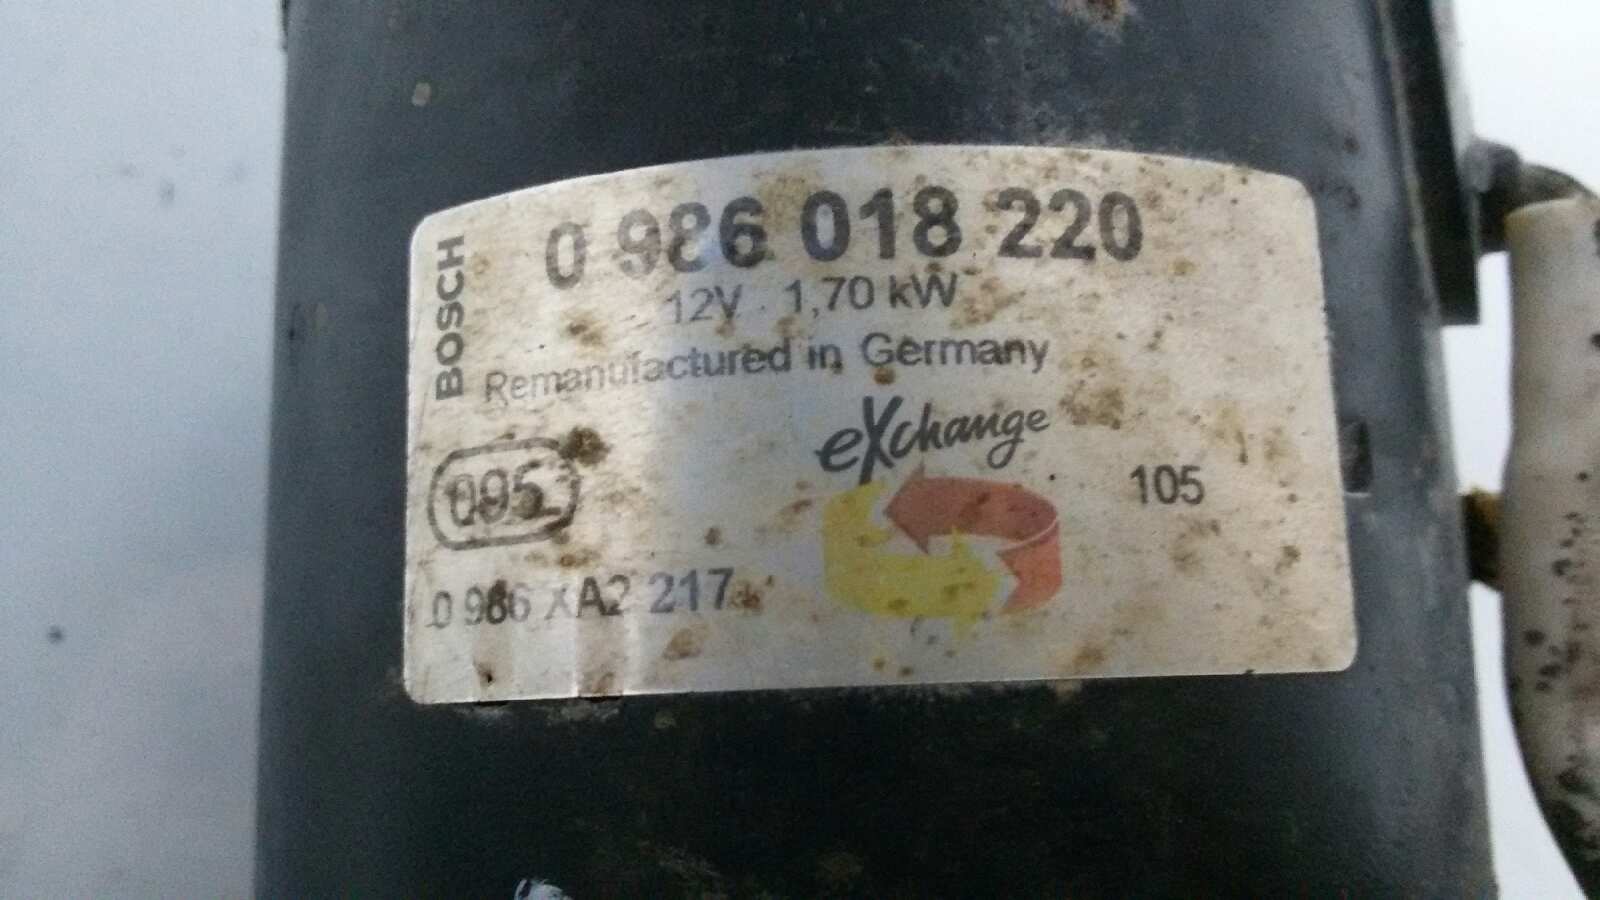 BOSCH
0 986 018 220
12V 1,70 kW
Remanufactured in Germany
eXchange
095
105
0 986 XA2 217